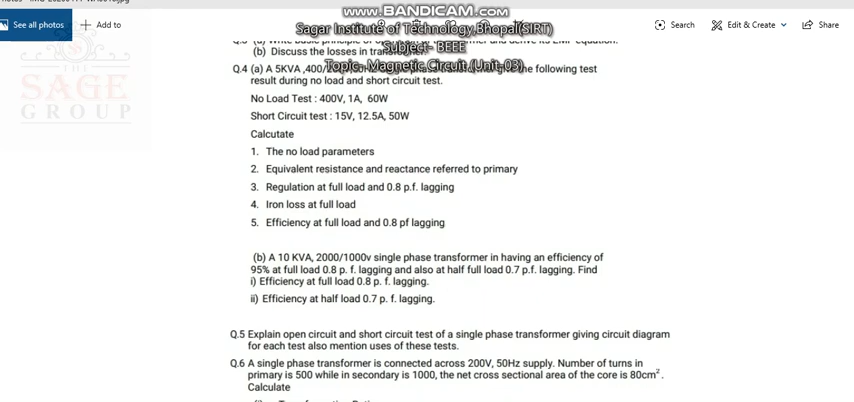 www.BANDICAM.com
See all photos
Add to
Sagar Institute of Technology,Bhopal(SIRT)
Search
Edit & Create
Share
Subject- BEEE
Topic- Magnetic Circuit (Unit-03)
THE
SAGE
GROUP
(b) Discuss the losses in
Q.4 (a) A 5KVA ,400/ the following test
result during no load and short circuit test.
No Load Test : 400V, 1A, 60W
Short Circuit test : 15V, 12.5A, 50W
Calcutate
1. The no load parameters
2. Equivalent resistance and reactance referred to primary
3. Regulation at full load and 0.8 p.f. lagging
4. Iron loss at full load
5. Efficiency at full load and 0.8 pf lagging
(b) A 10 KVA, 2000/1000v single phase transformer in having an efficiency of
95% at full load 0.8 p. f. lagging and also at half full load 0.7 p.f. lagging. Find
i) Efficiency at full load 0.8 p. f. lagging.
ii) Efficiency at half load 0.7 p. f. lagging.
Q.5 Explain open circuit and short circuit test of a single phase transformer giving circuit diagram
for each test also mention uses of these tests.
Q.6 A single phase transformer is connected across 200V, 50Hz supply. Number of turns in
primary is 500 while in secondary is 1000, the net cross sectional area of the core is 80cm².
Calculate